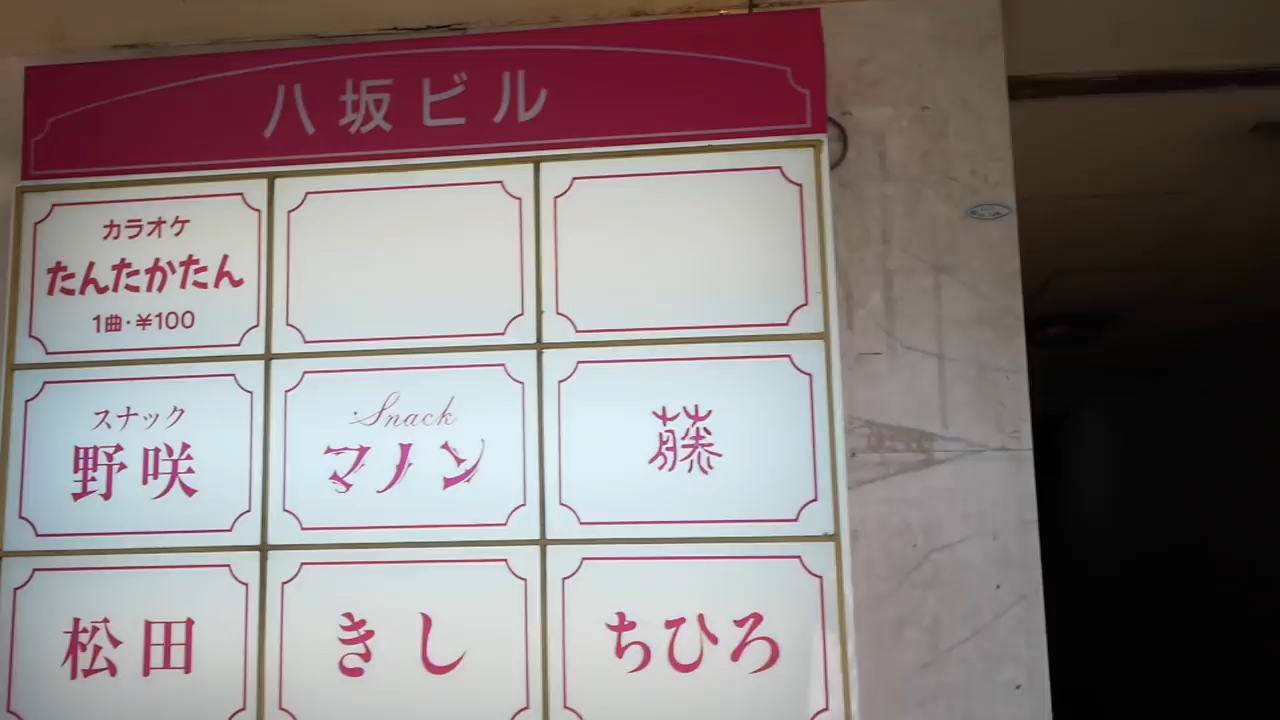 八坂ビル
カラオケ
たんたかたん
1曲・¥100
スナック
野咲
Snack
マノン
藤
松田
きし
ちひろ